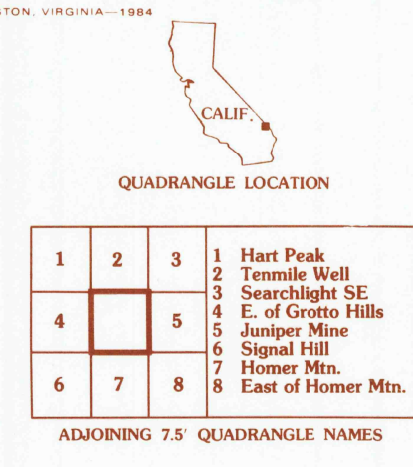 STON, VIRGINIA—1984
CALIF.
QUADRANGLE LOCATION
1 2 3
4 5
6 7 8
1 Hart Peak
2 Tenmile Well
3 Searchlight SE
4 E. of Grotto Hills
5 Juniper Mine
6 Signal Hill
7 Homer Mtn.
8 East of Homer Mtn.
ADJOINING 7.5' QUADRANGLE NAMES